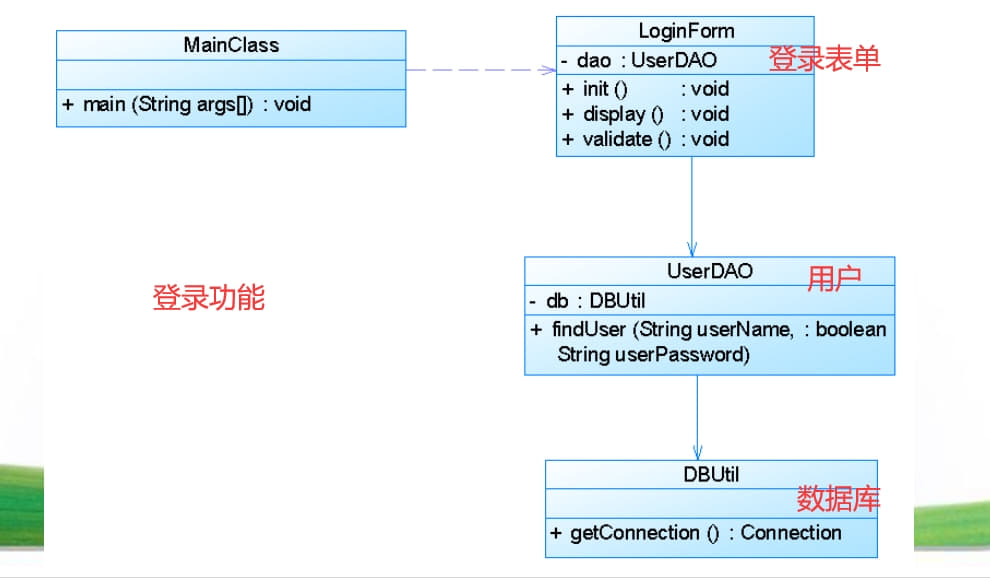 MainClass
+ main (String args[]) : void
LoginForm
- dao : UserDAO
登录表单
+ init () : void
+ display () : void
+ validate () : void
登录功能
UserDAO
用户
- db : DBUtil
+ findUser (String userName, : boolean
String userPassword)
DBUtil
数据库
+ getConnection () : Connection